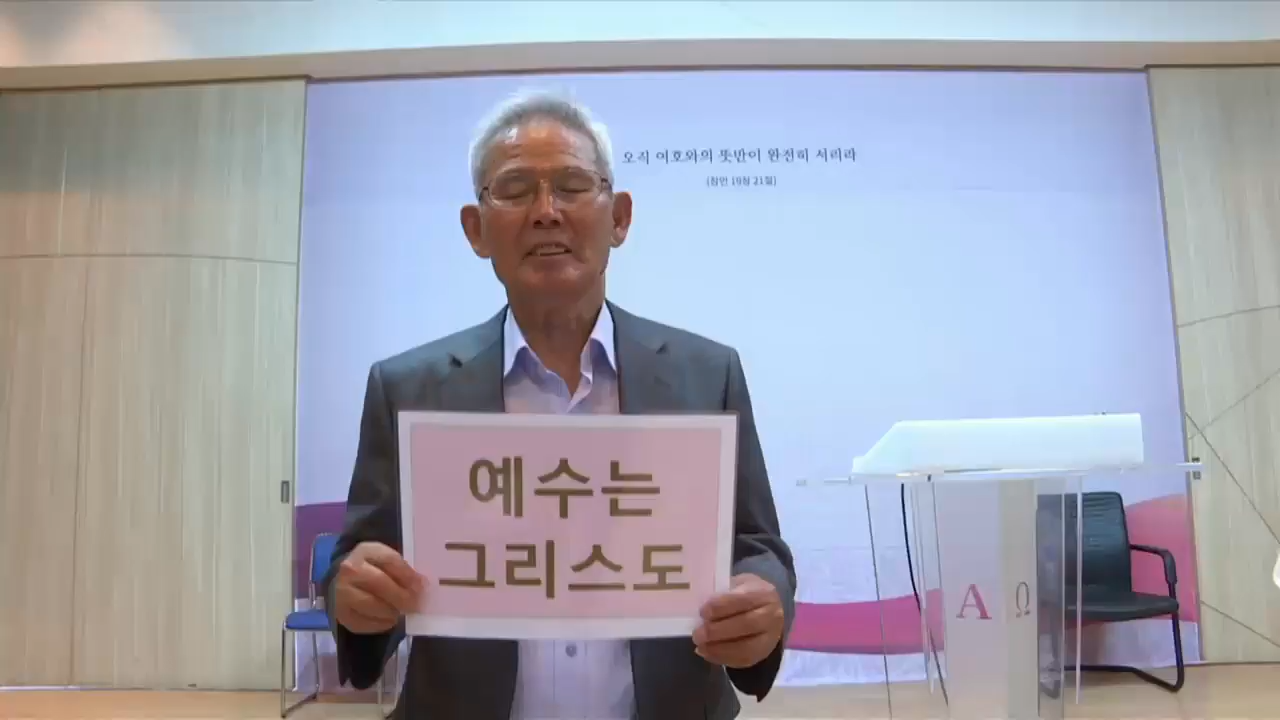 오직 여호와의 뜻만이 완전히 서리라
(잠언 19장 21절)
예수는
그리스도
A Ω